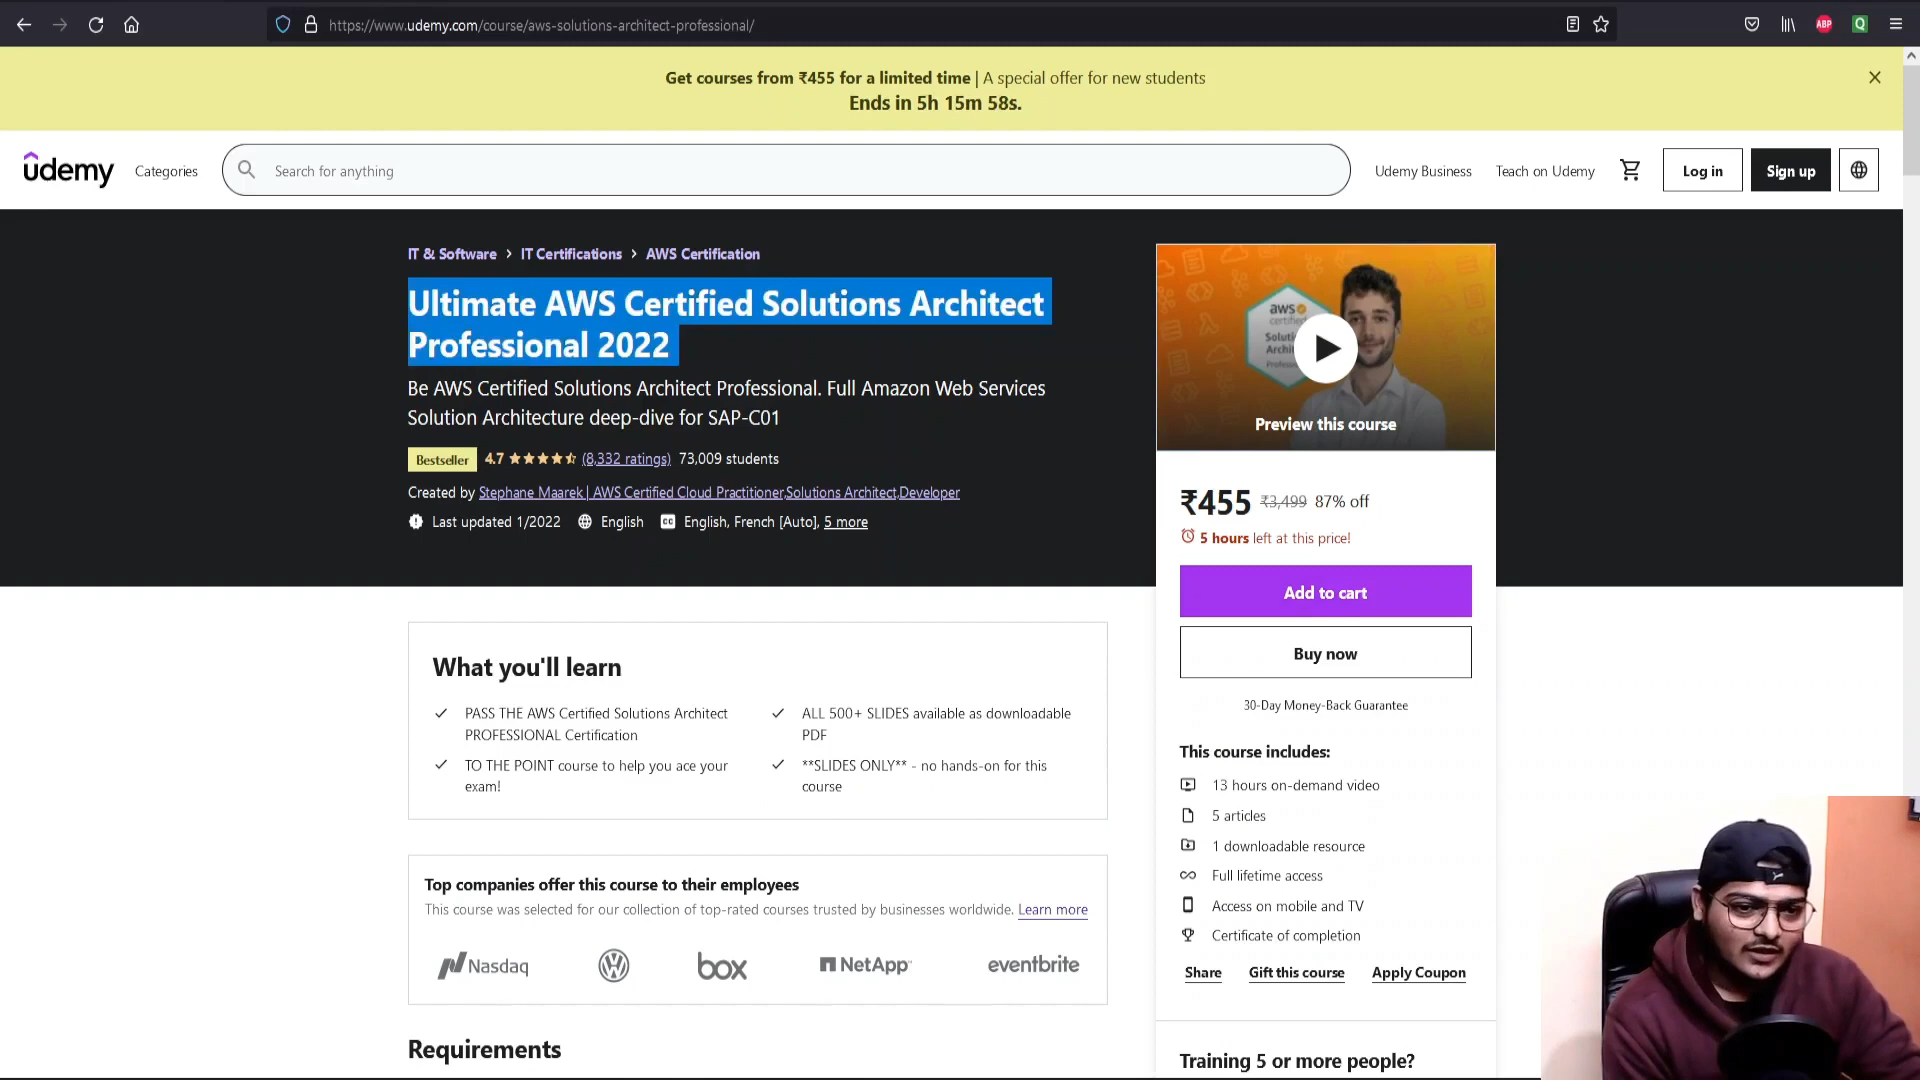 https://www.udemy.com/course/aws-solutions-architect-professional/
ABP
Q
Get courses from ₹455 for a limited time | A special offer for new students
Ends in 5h 15m 58s.
udemy
Categories
Search for anything
Udemy Business
Teach on Udemy
Log in
Sign up
IT & Software > IT Certifications > AWS Certification
Ultimate AWS Certified Solutions Architect
Professional 2022
Be AWS Certified Solutions Architect Professional. Full Amazon Web Services
Solution Architecture deep-dive for SAP-C01
Bestseller 4.7 (8,332 ratings) 73,009 students
Created by Stephane Maarek | AWS Certified Cloud Practitioner,Solutions Architect,Developer
Last updated 1/2022 English CC English, French [Auto], 5 more
aws
certified
Preview this course
₹455 ₹3,499 87% off
5 hours left at this price!
Add to cart
Buy now
30-Day Money-Back Guarantee
This course includes:
13 hours on-demand video
5 articles
1 downloadable resource
Full lifetime access
Access on mobile and TV
Certificate of completion
Share
Gift this course
Apply Coupon
Training 5 or more people?
What you'll learn
PASS THE AWS Certified Solutions Architect
PROFESSIONAL Certification
TO THE POINT course to help you ace your
exam!
ALL 500+ SLIDES available as downloadable
PDF
**SLIDES ONLY** - no hands-on for this
course
Top companies offer this course to their employees
This course was selected for our collection of top-rated courses trusted by businesses worldwide. Learn more
Nasdaq
box
NetApp
eventbrite
Requirements